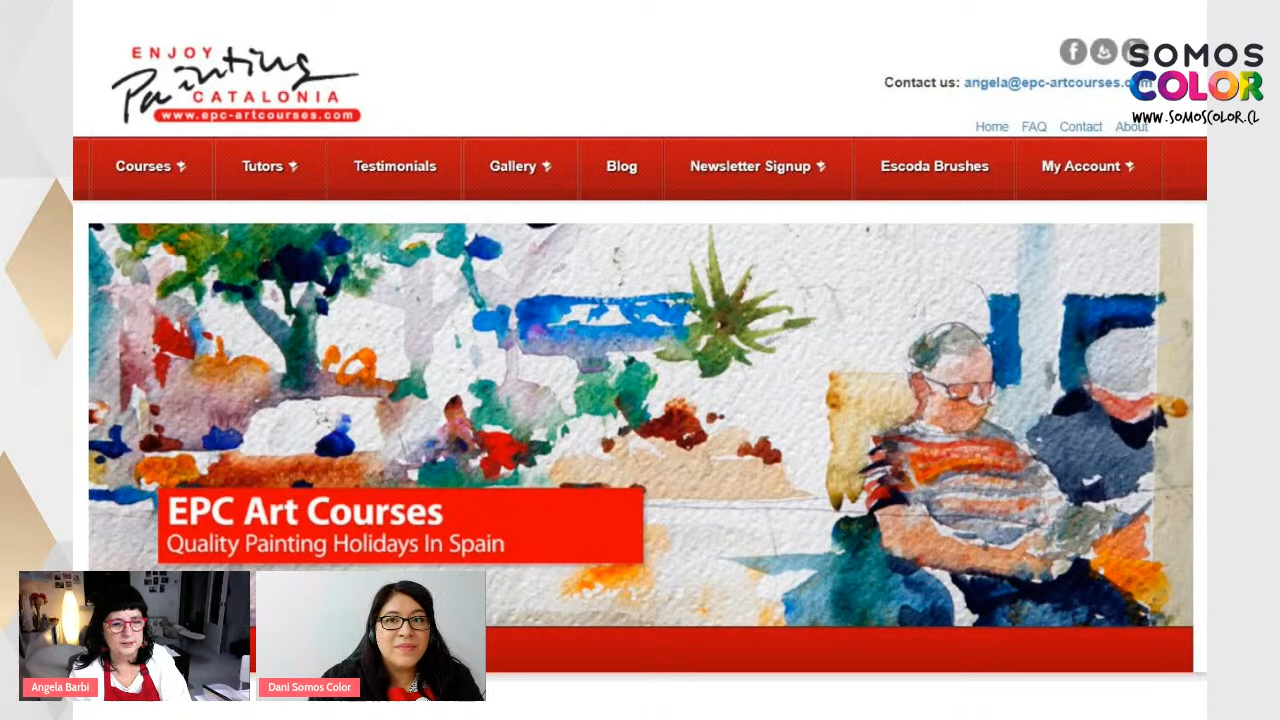 ENJOY
Painting
CATALONIA
www.epc-artcourses.com
SOMOS
COLOR
WWW.SOMOSCOLOR.CL
Contact us: angela@epc-artcourses.com
Home FAQ Contact About
Courses Tutors Testimonials Gallery Blog Newsletter Signup Escoda Brushes My Account
EPC Art Courses
Quality Painting Holidays In Spain
Angela Barbi
Dani Somos Color